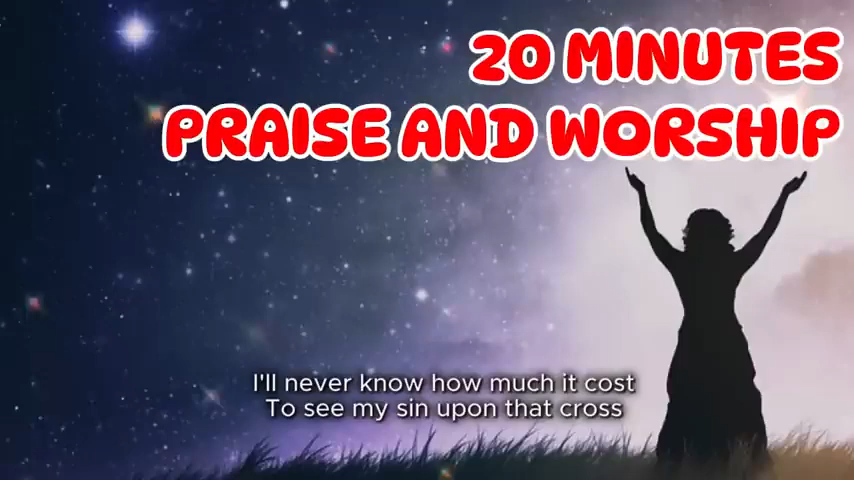 20 MINUTES
PRAISE AND WORSHIP
I'll never know how much it cost
To see my sin upon that cross